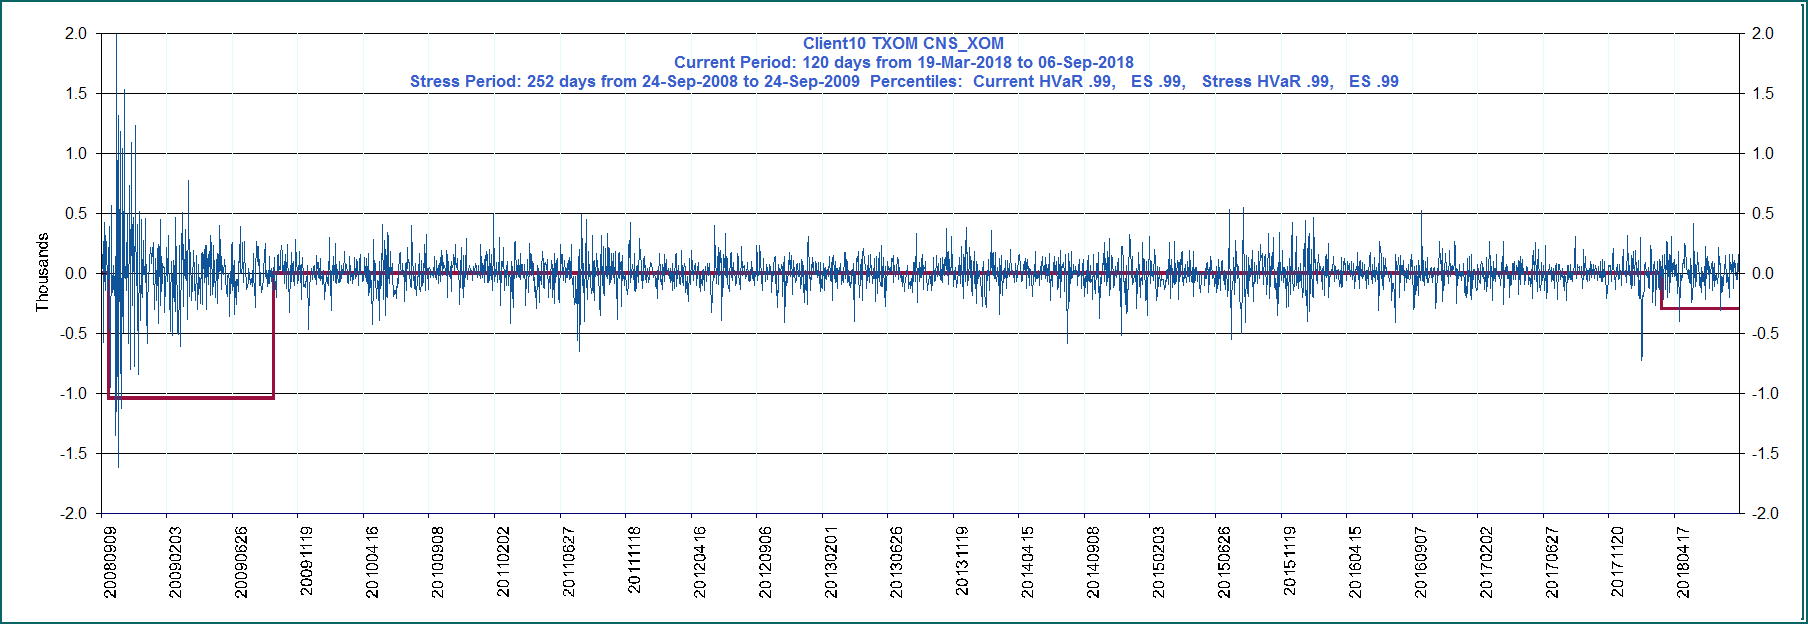 Client10 TXOM CNS_XOM
Current Period: 120 days from 19-Mar-2018 to 06-Sep-2018
Stress Period: 252 days from 24-Sep-2008 to 24-Sep-2009 Percentiles: Current HVaR .99, ES .99, Stress HVaR .99, ES .99
2.0 2.0
1.5 1.5
1.0 1.0
0.5 0.5
0.0 0.0
-0.5 -0.5
-1.0 -1.0
-1.5 -1.5
-2.0 -2.0
Thousands
20080909 20090203 20090626 20091119 20100416 20100908 20110202 20110627 20111118 20120416 20120906 20130201 20130626 20131119 20140415 20140908 20150203 20150626 20151119 20160415 20160907 20170202 20170627 20171120 20180417